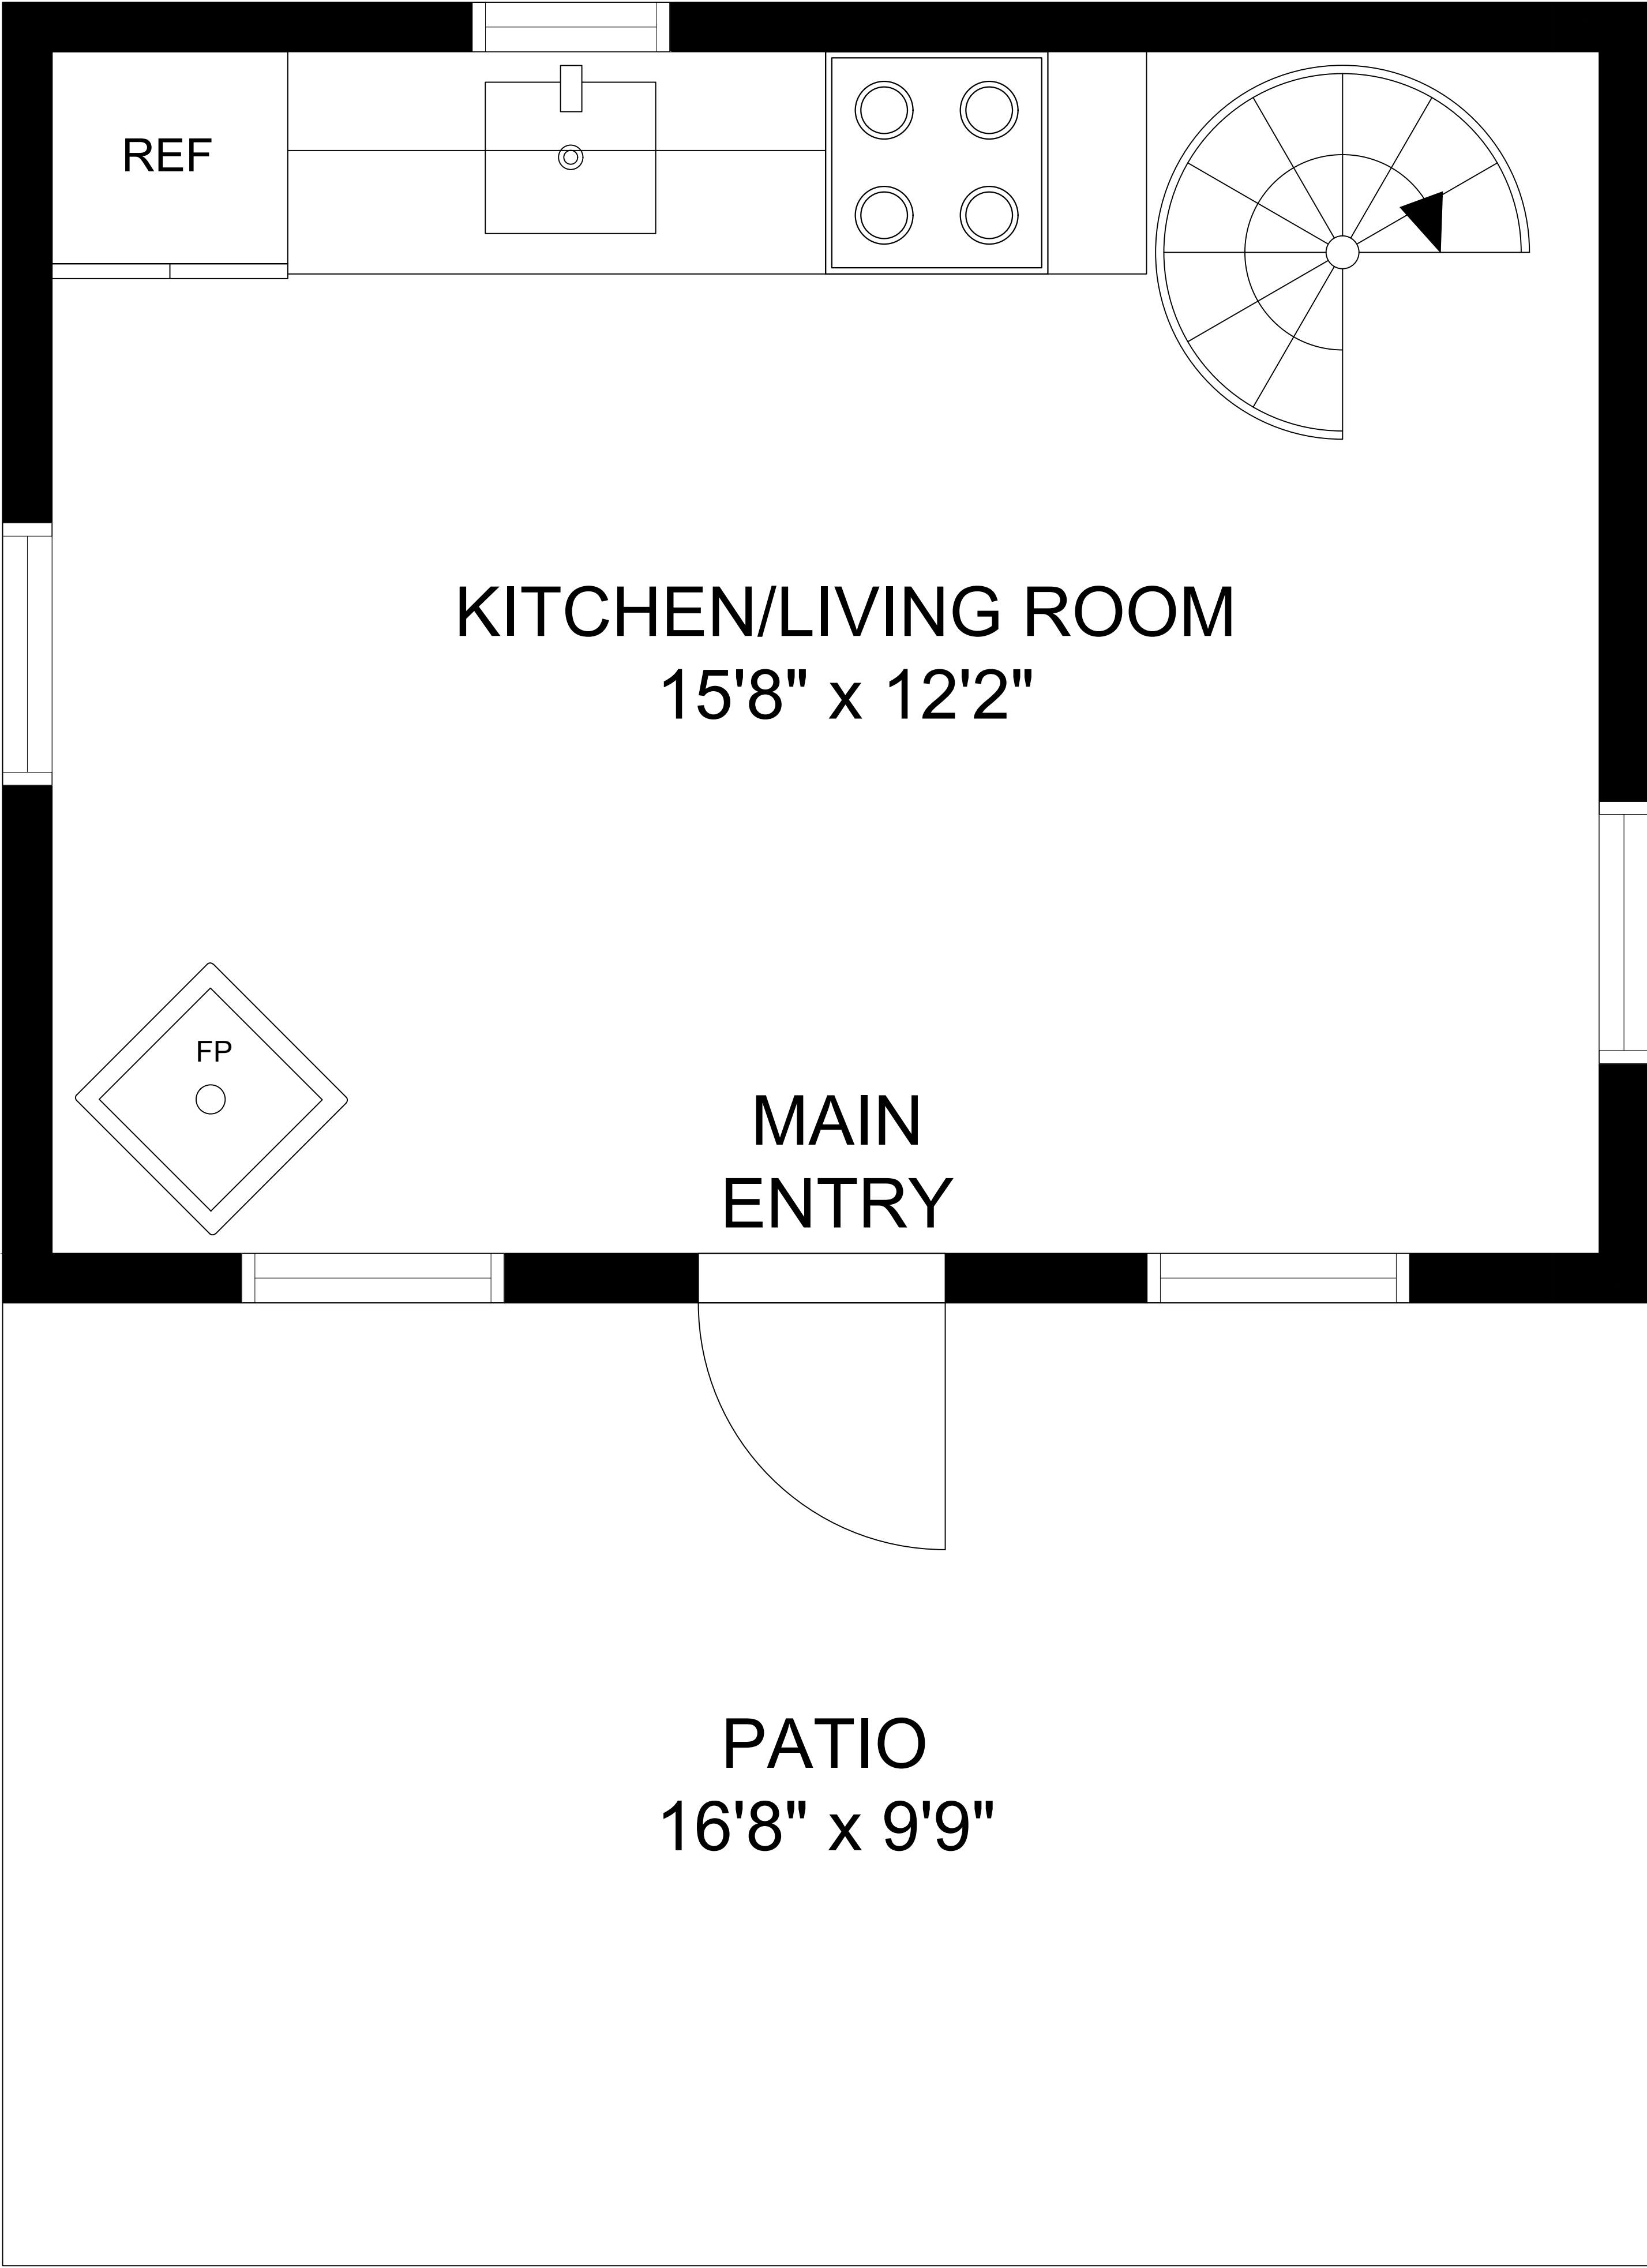 REF
KITCHEN/LIVING ROOM
15'8" x 12'2"
FP
MAIN
ENTRY
PATIO
16'8" x 9'9"